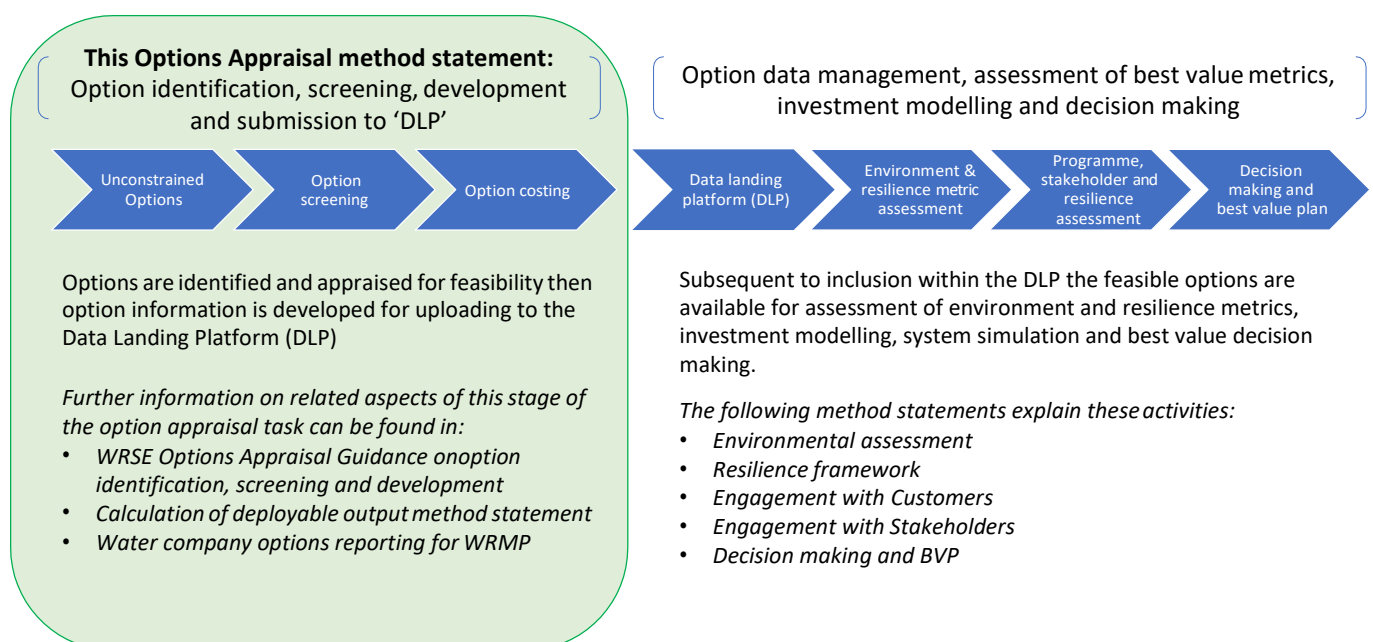 This Options Appraisal method statement:
Option identification, screening, development
and submission to ‘DLP’
Option data management, assessment of best value metrics,
investment modelling and decision making
Unconstrained
Options
Option
screening
Option costing
Data landing
platform (DLP)
Environment &
resilience metric
assessment
Programme,
stakeholder and
resilience
assessment
Decision
making and
best value plan
Options are identified and appraised for feasibility then
option information is developed for uploading to the
Data Landing Platform (DLP)
Further information on related aspects of this stage of
the option appraisal task can be found in:
• WRSE Options Appraisal Guidance onoption
identification, screening and development
• Calculation of deployable output method statement
• Water company options reporting for WRMP
Subsequent to inclusion within the DLP the feasible options are
available for assessment of environment and resilience metrics,
investment modelling, system simulation and best value decision
making.
The following method statements explain these activities:
• Environmental assessment
• Resilience framework
• Engagement with Customers
• Engagement with Stakeholders
• Decision making and BVP